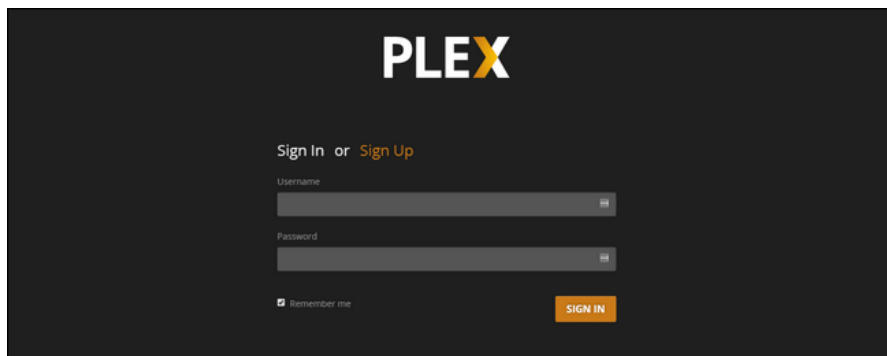 PLEX
Sign In or Sign Up
Username
Password
Remember me
SIGN IN